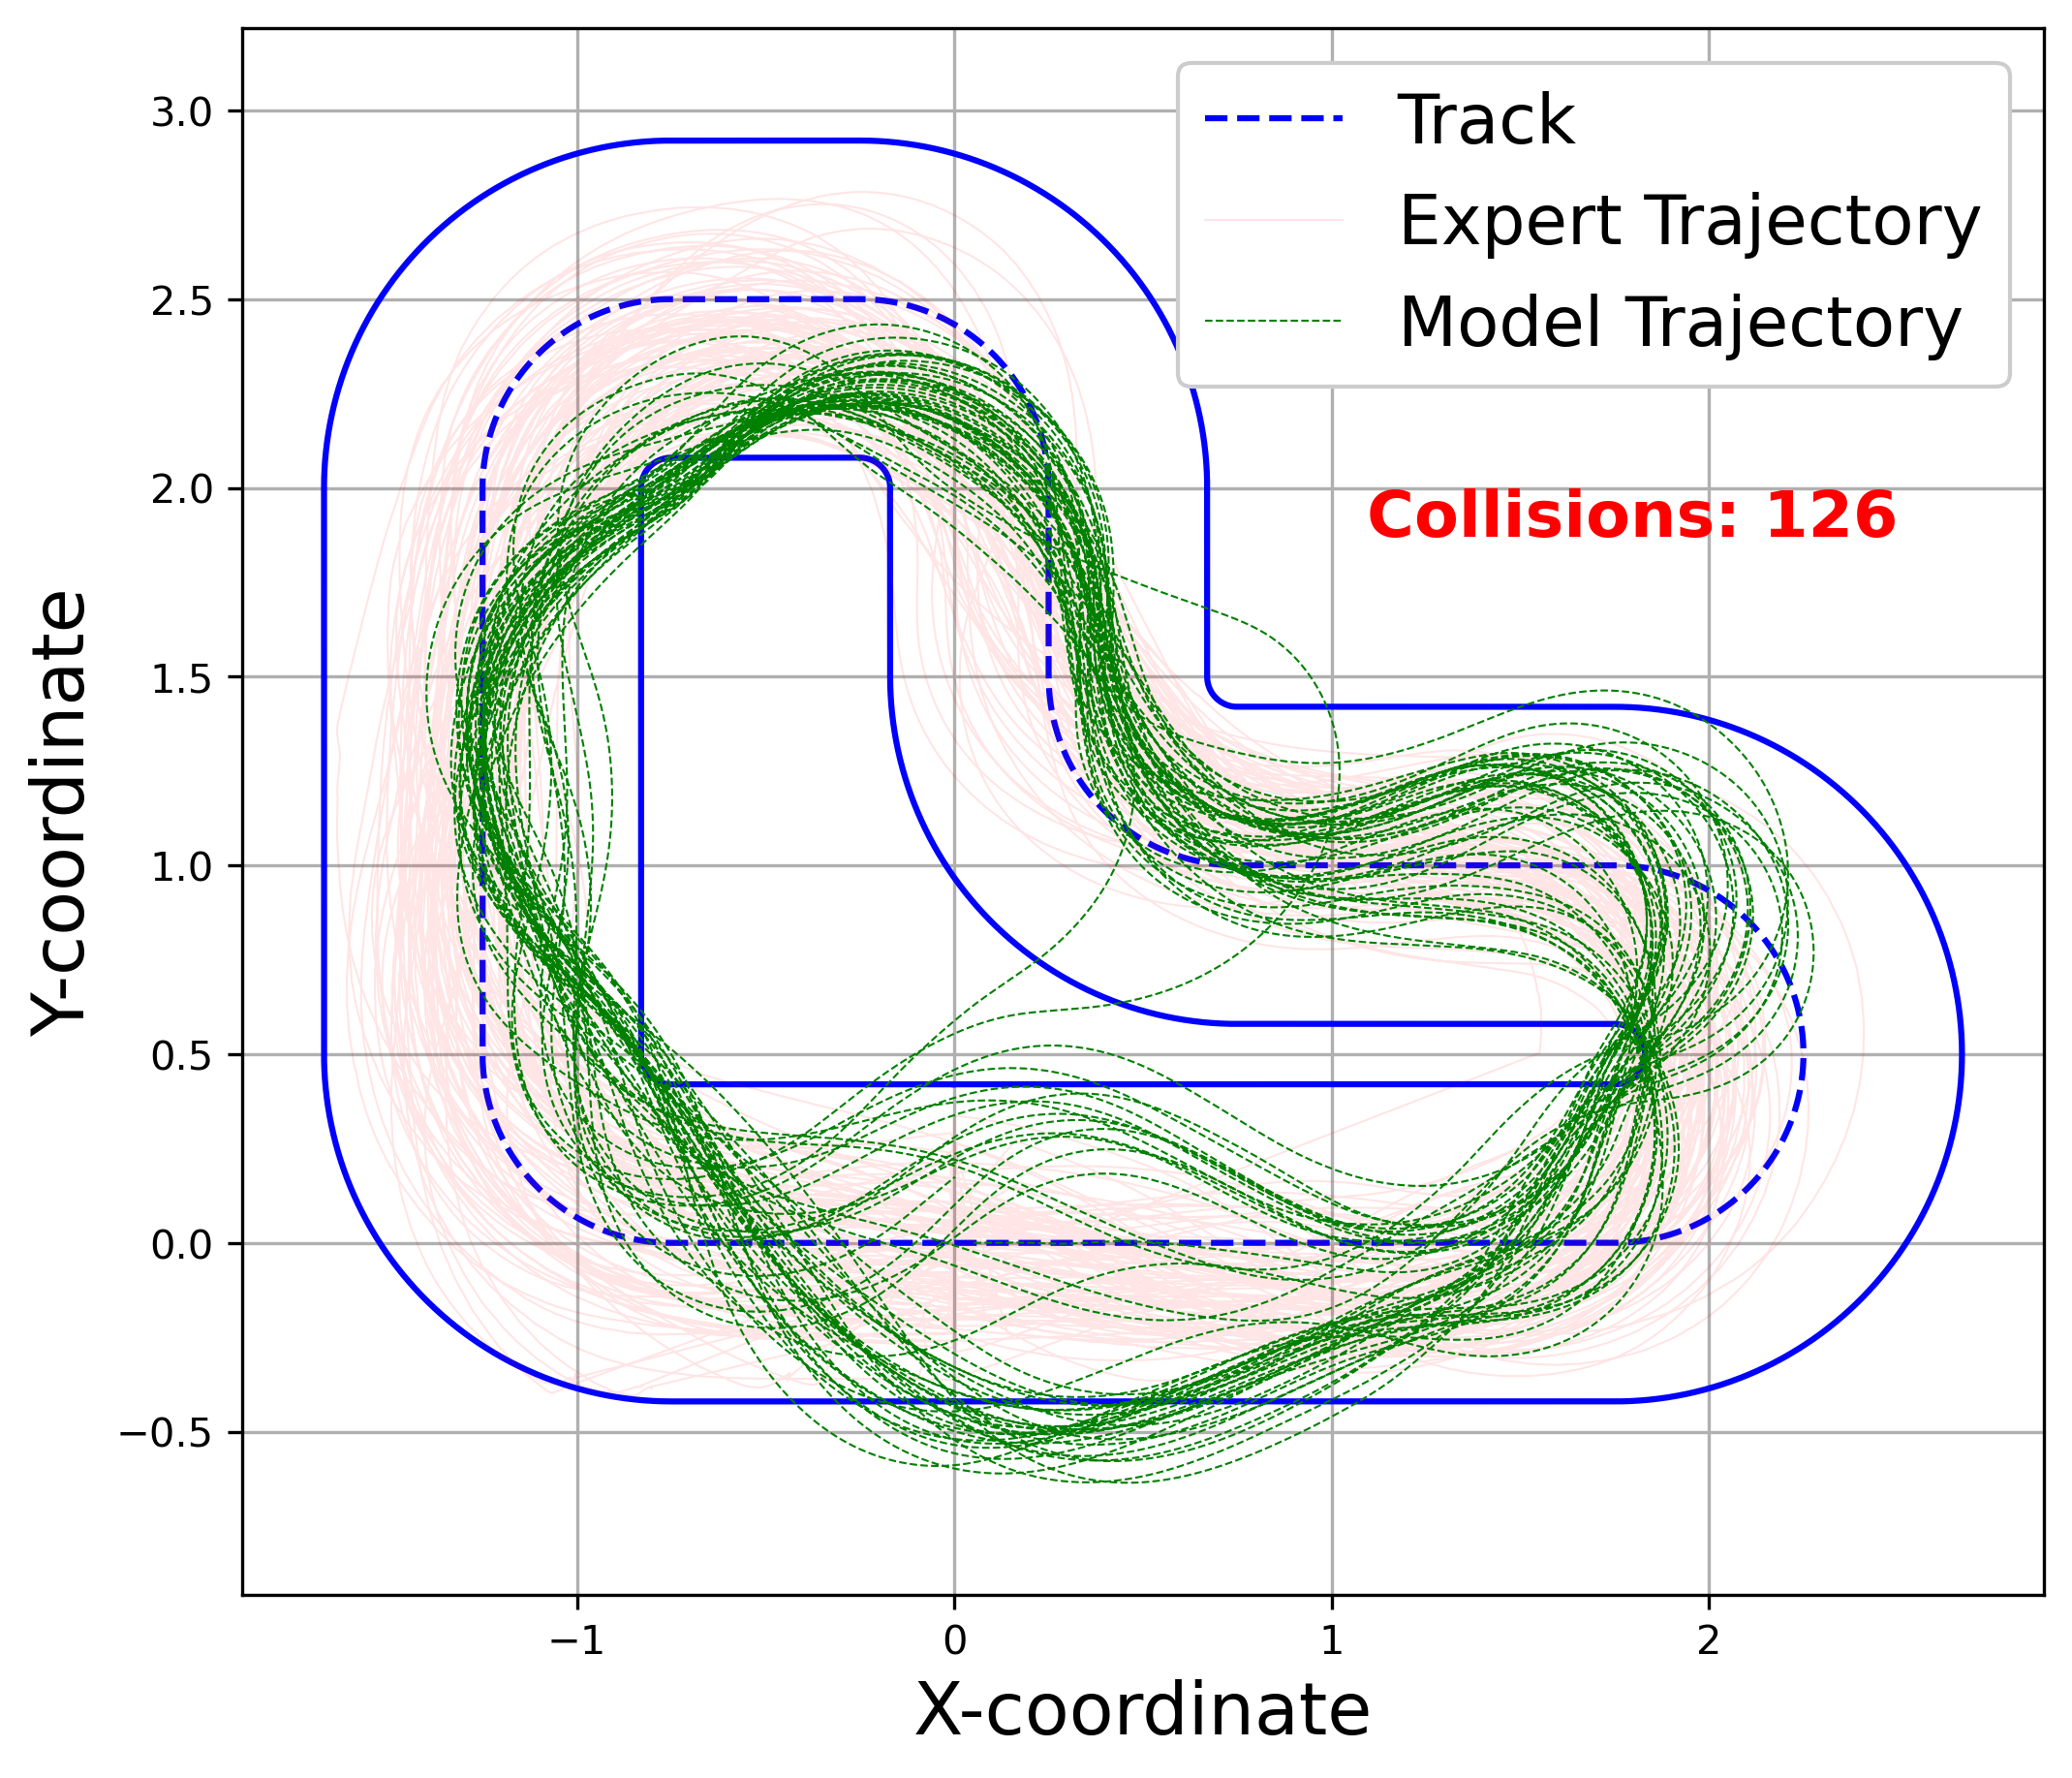 Track
Expert Trajectory
Model Trajectory
Collisions: 126
Y-coordinate
3.0
2.5
2.0
1.5
1.0
0.5
0.0
−0.5
−1
0
1
2
X-coordinate